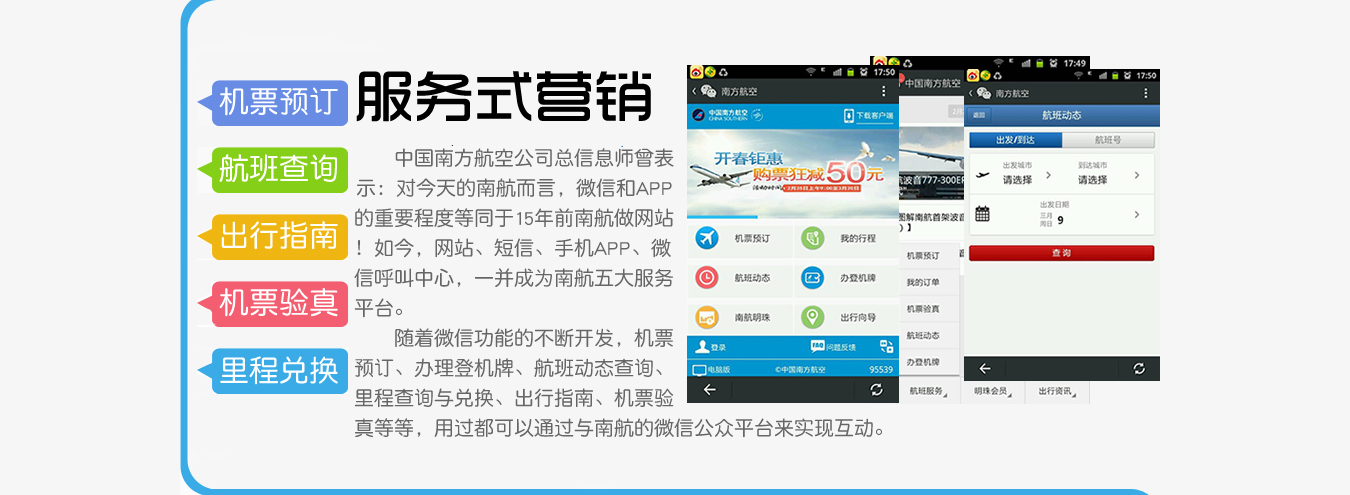 服务式营销
机票预订
航班查询
出行指南
机票验真
里程兑换
中国南方航空公司总信息师曾表
示：对今天的南航而言，微信和APP
的重要程度等同于15年前南航做网站
！如今，网站、短信、手机APP、微
信呼叫中心，一并成为南航五大服务
平台。
随着微信功能的不断开发，机票
预订、办理登机牌、航班动态查询、
里程查询与兑换、出行指南、机票验
真等等，用过都可以通过与南航的微信公众平台来实现互动。
17:50
南方航空
中国南方航空
CHINA SOUTHERN
下载客户端
开春钜惠
购票狂减50元
机票预订
我的行程
航班动态
办登机牌
南航明珠
出行向导
登录
FAQ 问题反馈
电脑版
©中国南方航空
95539
17:49
中国南方航空
航波音777-300ER
图解南航首架波音
机票预订
我的订单
机票验真
航班动态
办登机牌
航班服务
明珠会员
出行资讯
17:50
南方航空
返回
航班动态
出发/到达
航班号
出发城市
到达城市
请选择
请选择
出发日期
三月
周日
9
查询